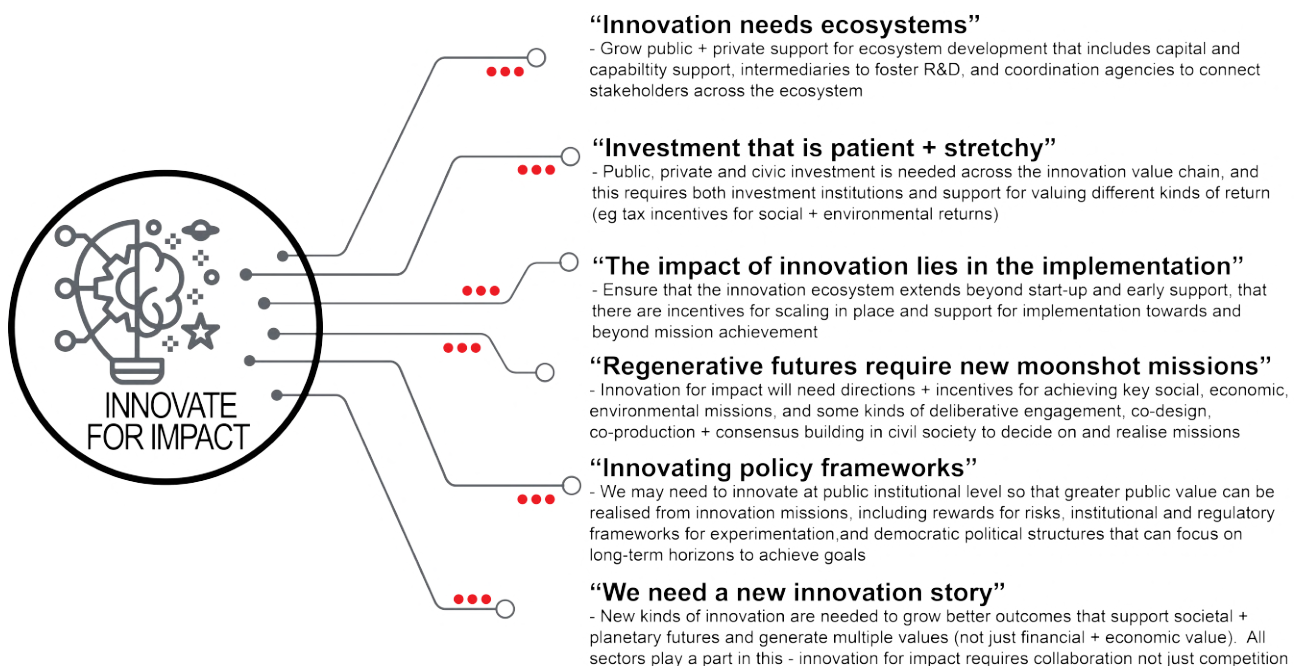 INNOVATE
FOR IMPACT
“Innovation needs ecosystems”
- Grow public + private support for ecosystem development that includes capital and
capabiltity support, intermediaries to foster R&D, and coordination agencies to connect
stakeholders across the ecosystem
“Investment that is patient + stretchy”
- Public, private and civic investment is needed across the innovation value chain, and
this requires both investment institutions and support for valuing different kinds of return
(eg tax incentives for social + environmental returns)
“The impact of innovation lies in the implementation”
- Ensure that the innovation ecosystem extends beyond start-up and early support, that
there are incentives for scaling in place and support for implementation towards and
beyond mission achievement
“Regenerative futures require new moonshot missions”
- Innovation for impact will need directions + incentives for achieving key social, economic,
environmental missions, and some kinds of deliberative engagement, co-design,
co-production + consensus building in civil society to decide on and realise missions
“Innovating policy frameworks”
- We may need to innovate at public institutional level so that greater public value can be
realised from innovation missions, including rewards for risks, institutional and regulatory
frameworks for experimentation,and democratic political structures that can focus on
long-term horizons to achieve goals
“We need a new innovation story”
- New kinds of innovation are needed to grow better outcomes that support societal +
planetary futures and generate multiple values (not just financial + economic value).  All
sectors play a part in this - innovation for impact requires collaboration not just competition